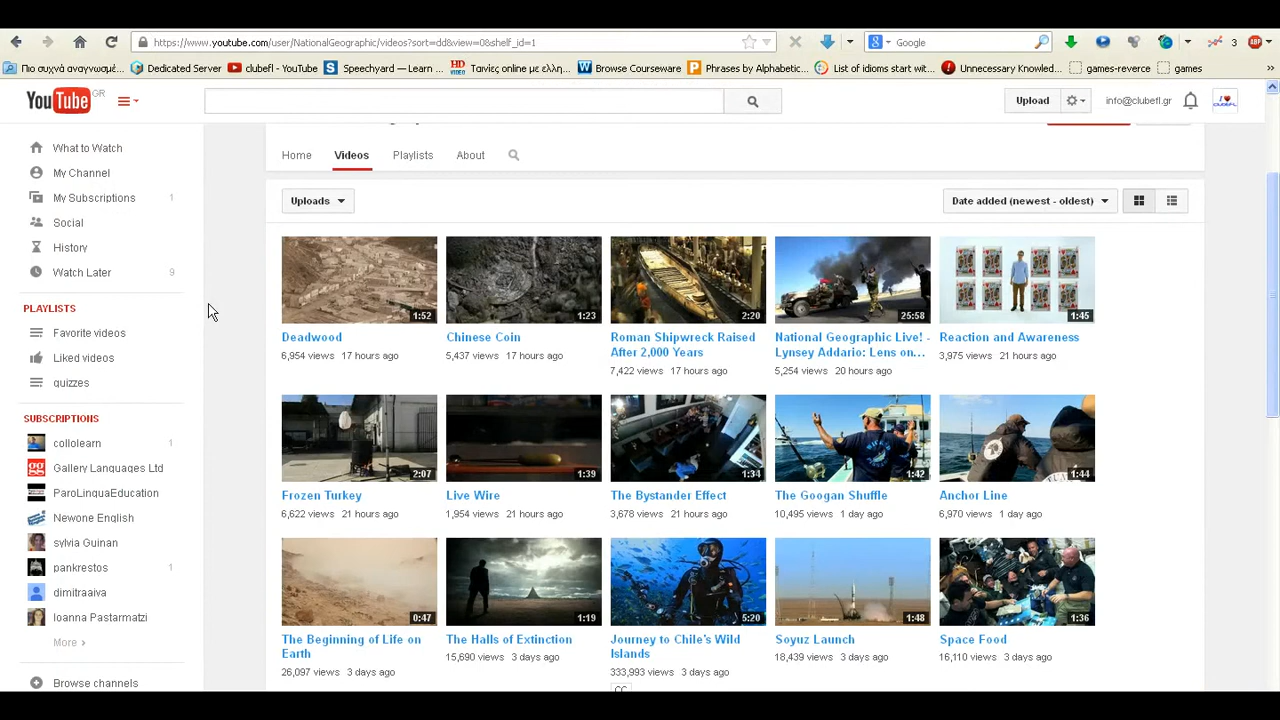 https://www.youtube.com/user/NationalGeographic/videos?sort=dd&view=0&shelf_id=1
Google
3
ABP
Πιο συχνά αναγνωσμέ...
Dedicated Server
clubefl - YouTube
S
Speechyard — Learn ...
HD VIDEO
Ταινίες online με ελλη...
W
Browse Courseware
Phrases by Alphabetic...
List of idioms start wit...
Unnecessary Knowled...
games-reverce
games
»
YouTube GR
Upload
info@clubefl.gr
I ❤ CLUBEFL
Home
Videos
Playlists
About
Uploads
Date added (newest - oldest)
What to Watch
My Channel
My Subscriptions 1
Social
History
Watch Later 9
PLAYLISTS
Favorite videos
Liked videos
quizzes
SUBSCRIPTIONS
collolearn 1
gg
Gallery Languages Ltd
ParoLinguaEducation
Newone English
sylvia Guinan
pankrestos 1
dimitraaiva
Ioanna Pastarmatzi
More ›
Browse channels
1:52
Deadwood
6,954 views 17 hours ago
1:23
Chinese Coin
5,437 views 17 hours ago
2:20
Roman Shipwreck Raised
After 2,000 Years
7,422 views 17 hours ago
25:58
National Geographic Live! -
Lynsey Addario: Lens on...
5,254 views 20 hours ago
1:45
Reaction and Awareness
3,975 views 21 hours ago
2:07
Frozen Turkey
6,622 views 21 hours ago
1:39
Live Wire
1,954 views 21 hours ago
1:34
The Bystander Effect
3,678 views 21 hours ago
1:42
The Googan Shuffle
10,495 views 1 day ago
1:44
Anchor Line
6,970 views 1 day ago
0:47
The Beginning of Life on
Earth
26,097 views 3 days ago
1:19
The Halls of Extinction
15,690 views 3 days ago
5:20
Journey to Chile's Wild
Islands
333,993 views 3 days ago
CC
1:48
Soyuz Launch
18,439 views 3 days ago
1:36
Space Food
16,110 views 3 days ago